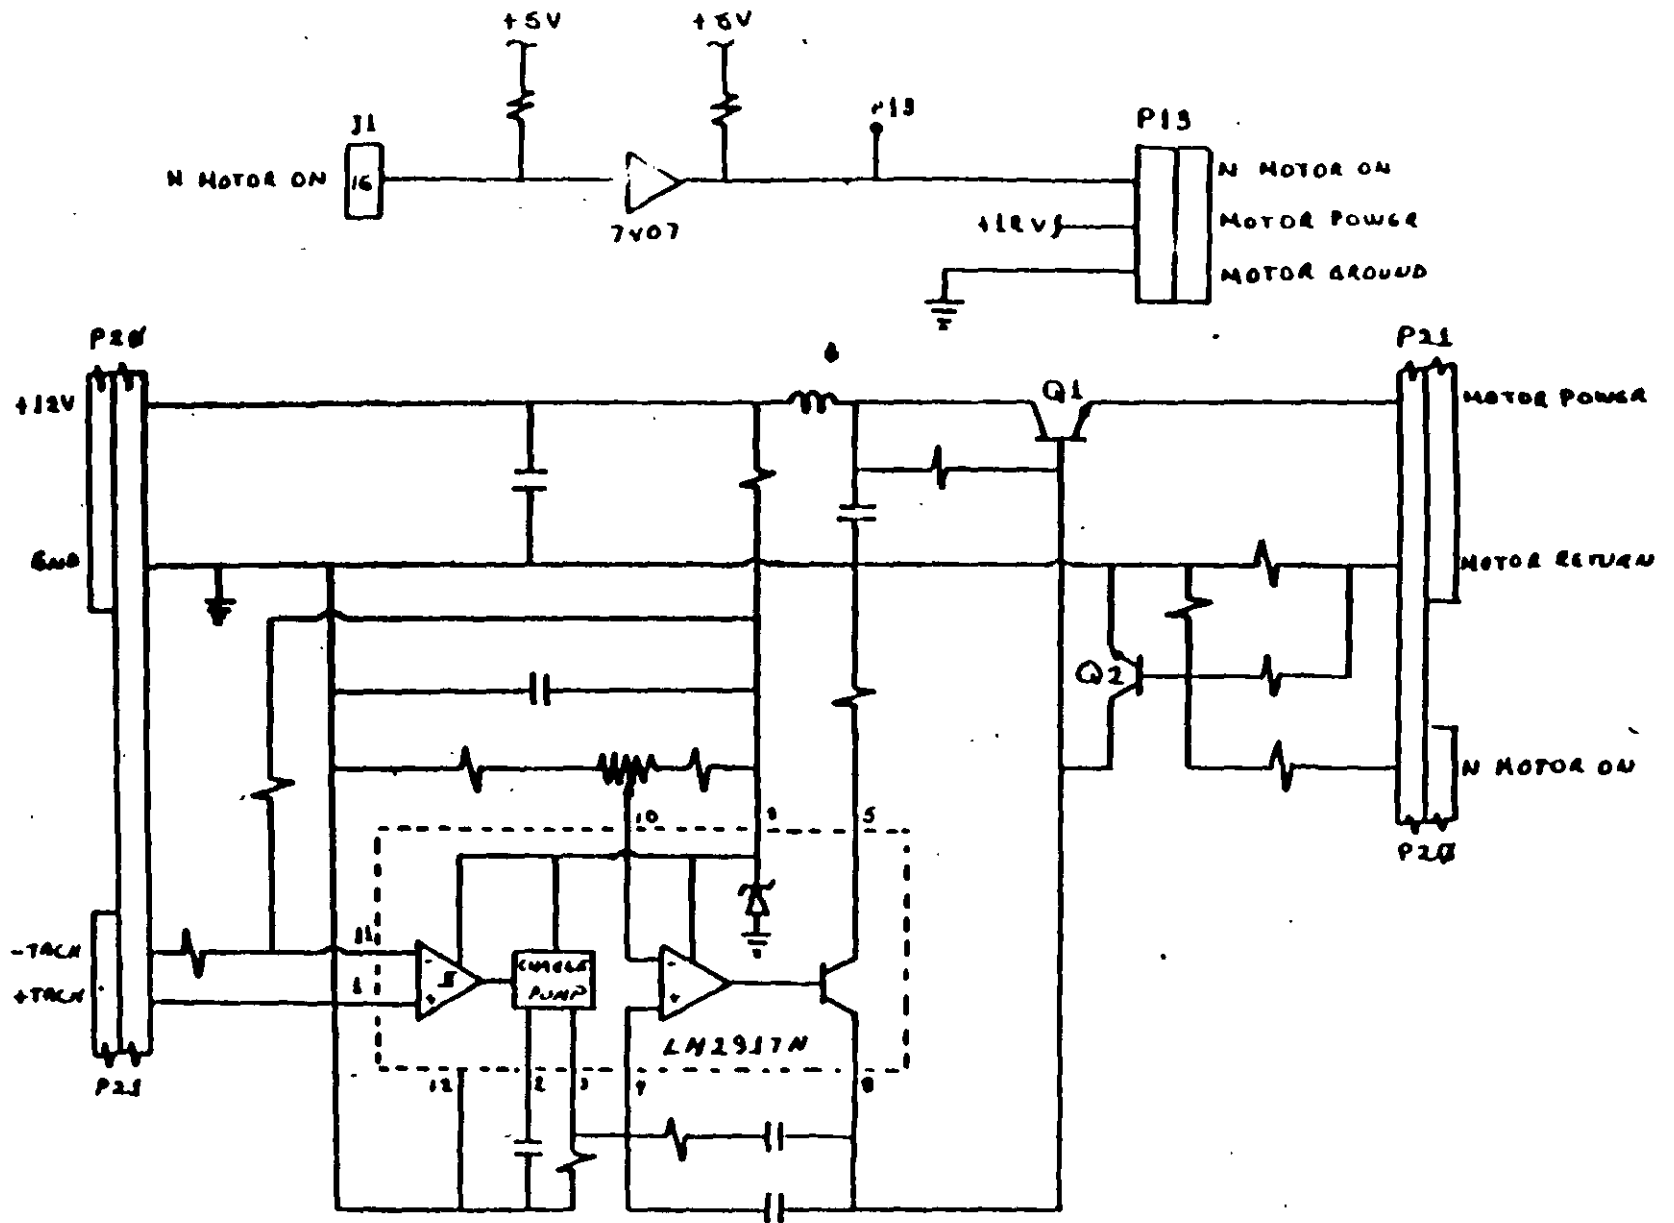 +5V
+5V
J1
P13
N MOTOR ON
16
N MOTOR ON
7407
+12V
MOTOR POWER
MOTOR GROUND
P20
P21
+12V
Q1
MOTOR POWER
GND
MOTOR RETURN
Q2
N MOTOR ON
P20
10
9
5
-TACH
11
-
-
CHARGE
PUMP
+TACH
1
+
+
LM2917N
P21
12
2
3
4
8